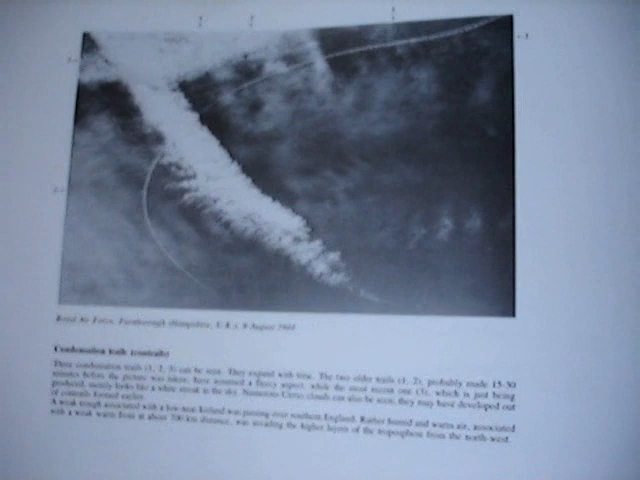 Royal Air Force, Farnborough (Hampshire, U.K.), 8 August 1944
Condensation trails (contrails)
Three condensation trails (1, 2, 3) can be seen. They expand with time. The two older trails (1, 2), probably made 15-30
minutes before the picture was taken, have assumed a fleecy aspect, while the most recent one (3), which is just being
produced, merely looks like a white streak in the sky. Numerous Cirrus clouds can also be seen; they may have developed out
of contrails formed earlier.
A weak trough associated with a low near Iceland was passing over southern England. Rather humid and warm air, associated
with a weak warm front at about 700 km distance, was invading the higher layers of the troposphere from the north-west.